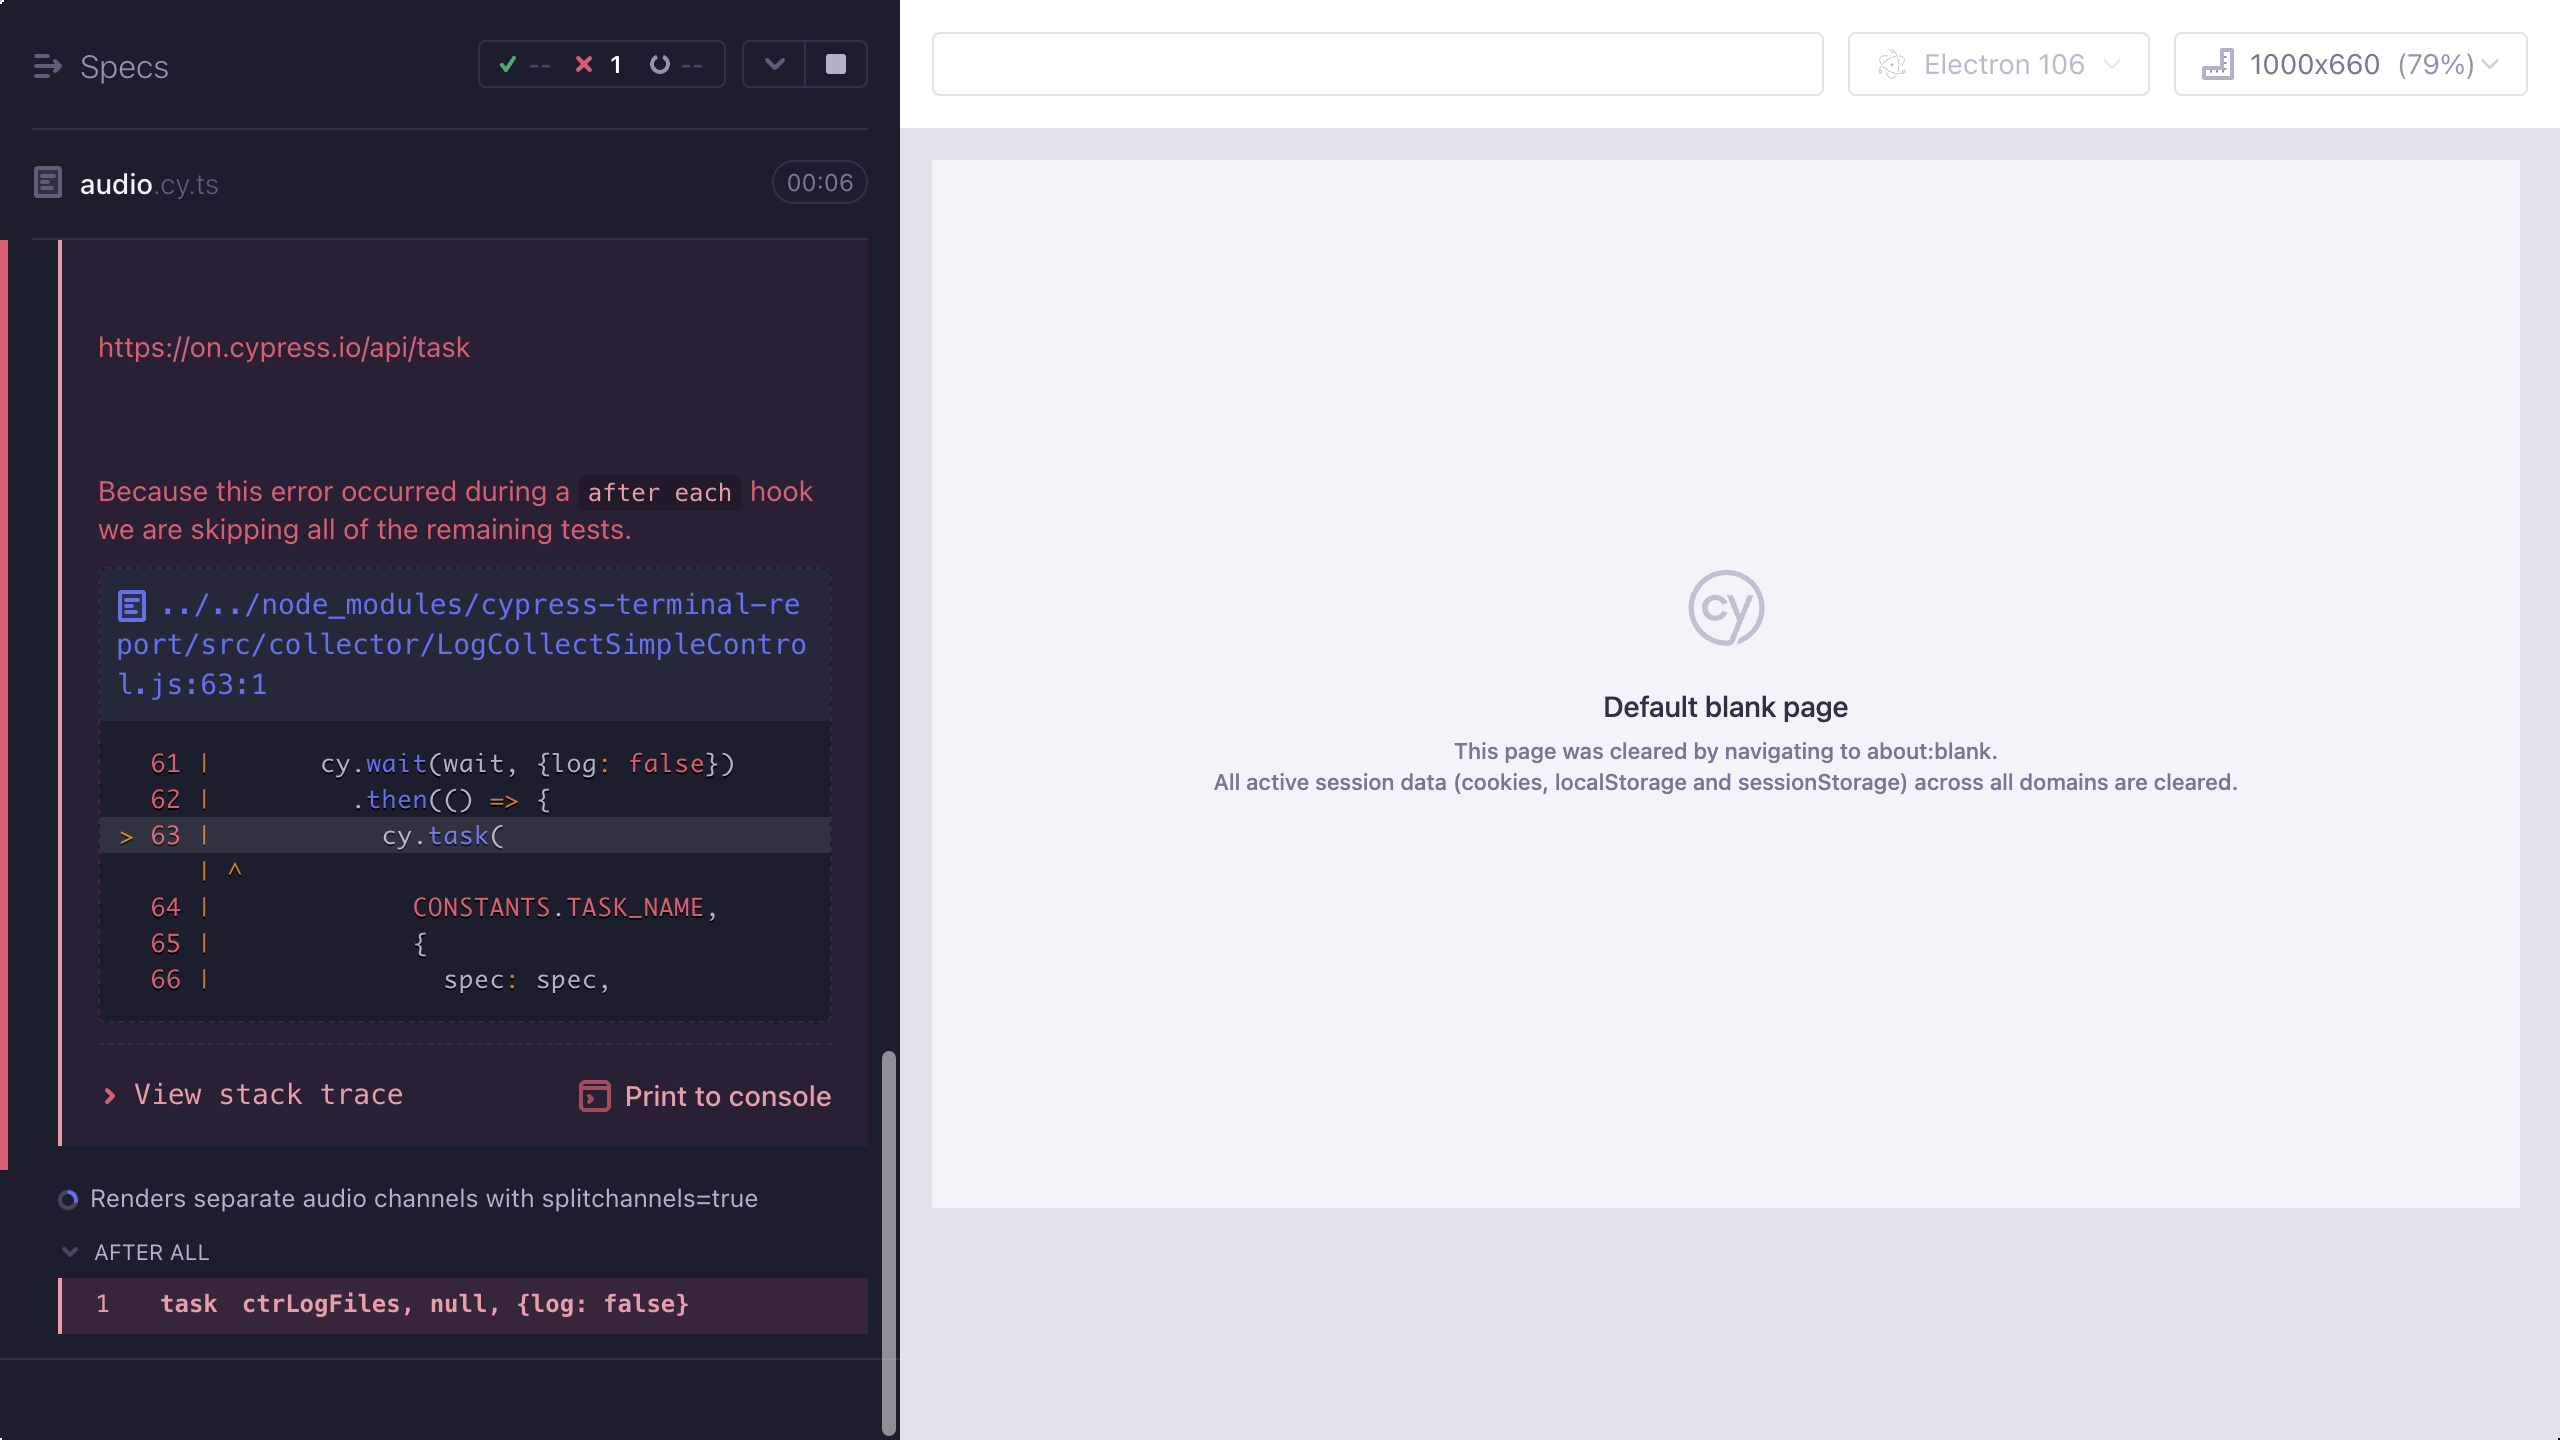 Specs
-- 1 --
audio.cy.ts
00:06
https://on.cypress.io/api/task
Because this error occurred during a after each hook
we are skipping all of the remaining tests.
../../node_modules/cypress-terminal-re
port/src/collector/LogCollectSimpleContro
l.js:63:1
61 | cy.wait(wait, {log: false})
62 | .then(() => {
> 63 | cy.task(
| ^
64 | CONSTANTS.TASK_NAME,
65 | {
66 | spec: spec,
View stack trace
Print to console
Renders separate audio channels with splitchannels=true
AFTER ALL
1 task ctrLogFiles, null, {log: false}
Electron 106
1000x660 (79%)
cy
Default blank page
This page was cleared by navigating to about:blank.
All active session data (cookies, localStorage and sessionStorage) across all domains are cleared.